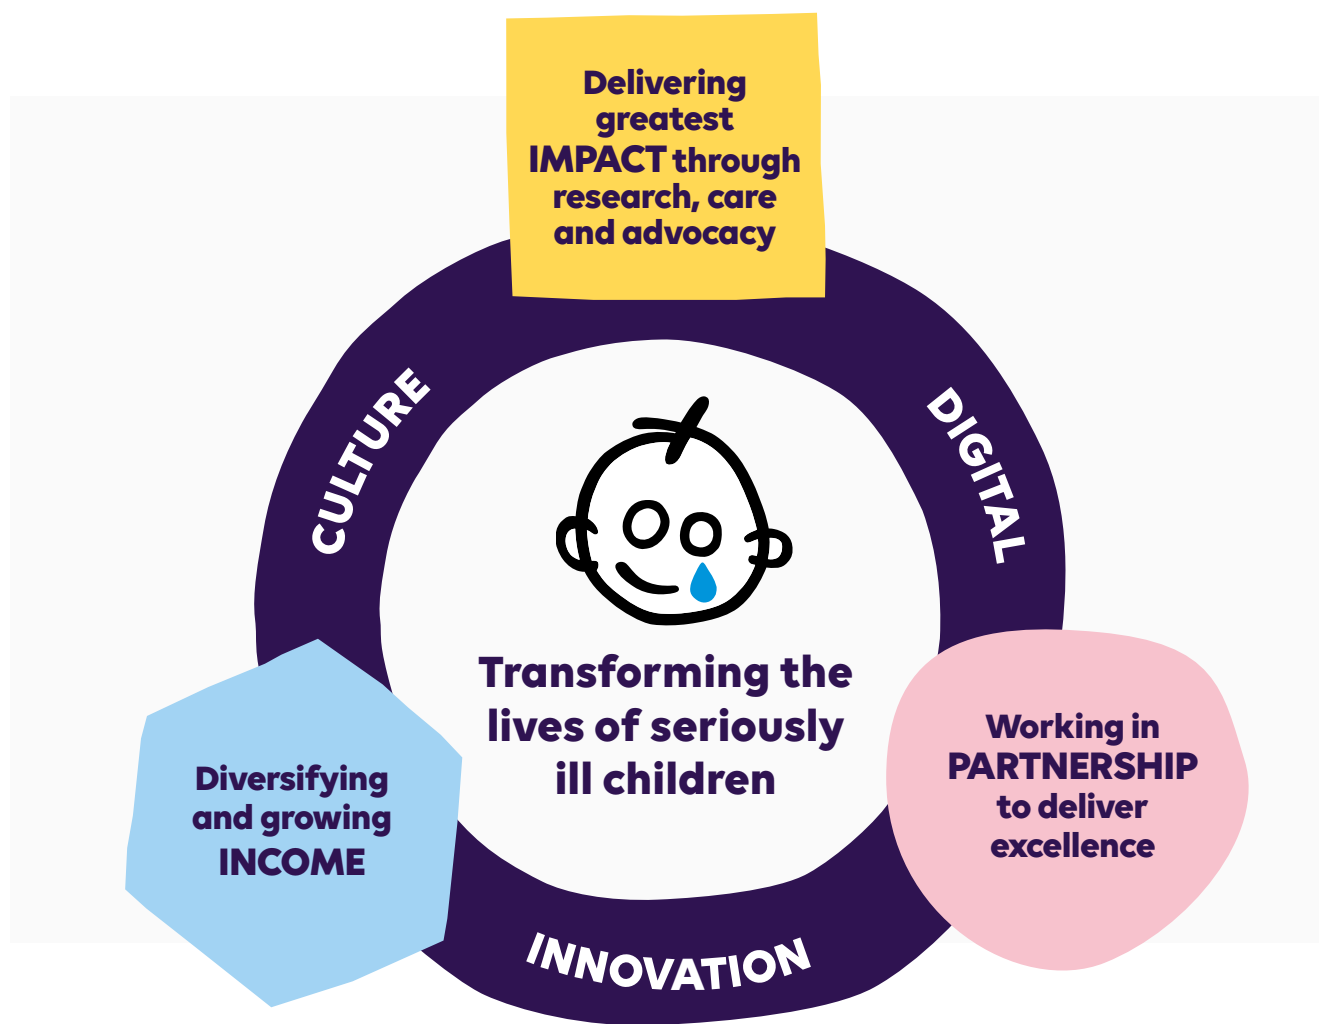 Delivering
greatest
IMPACT through
research, care
and advocacy
CULTURE
DIGITAL
Transforming the
lives of seriously
ill children
Diversifying
and growing
INCOME
Working in
PARTNERSHIP
to deliver
excellence
INNOVATION